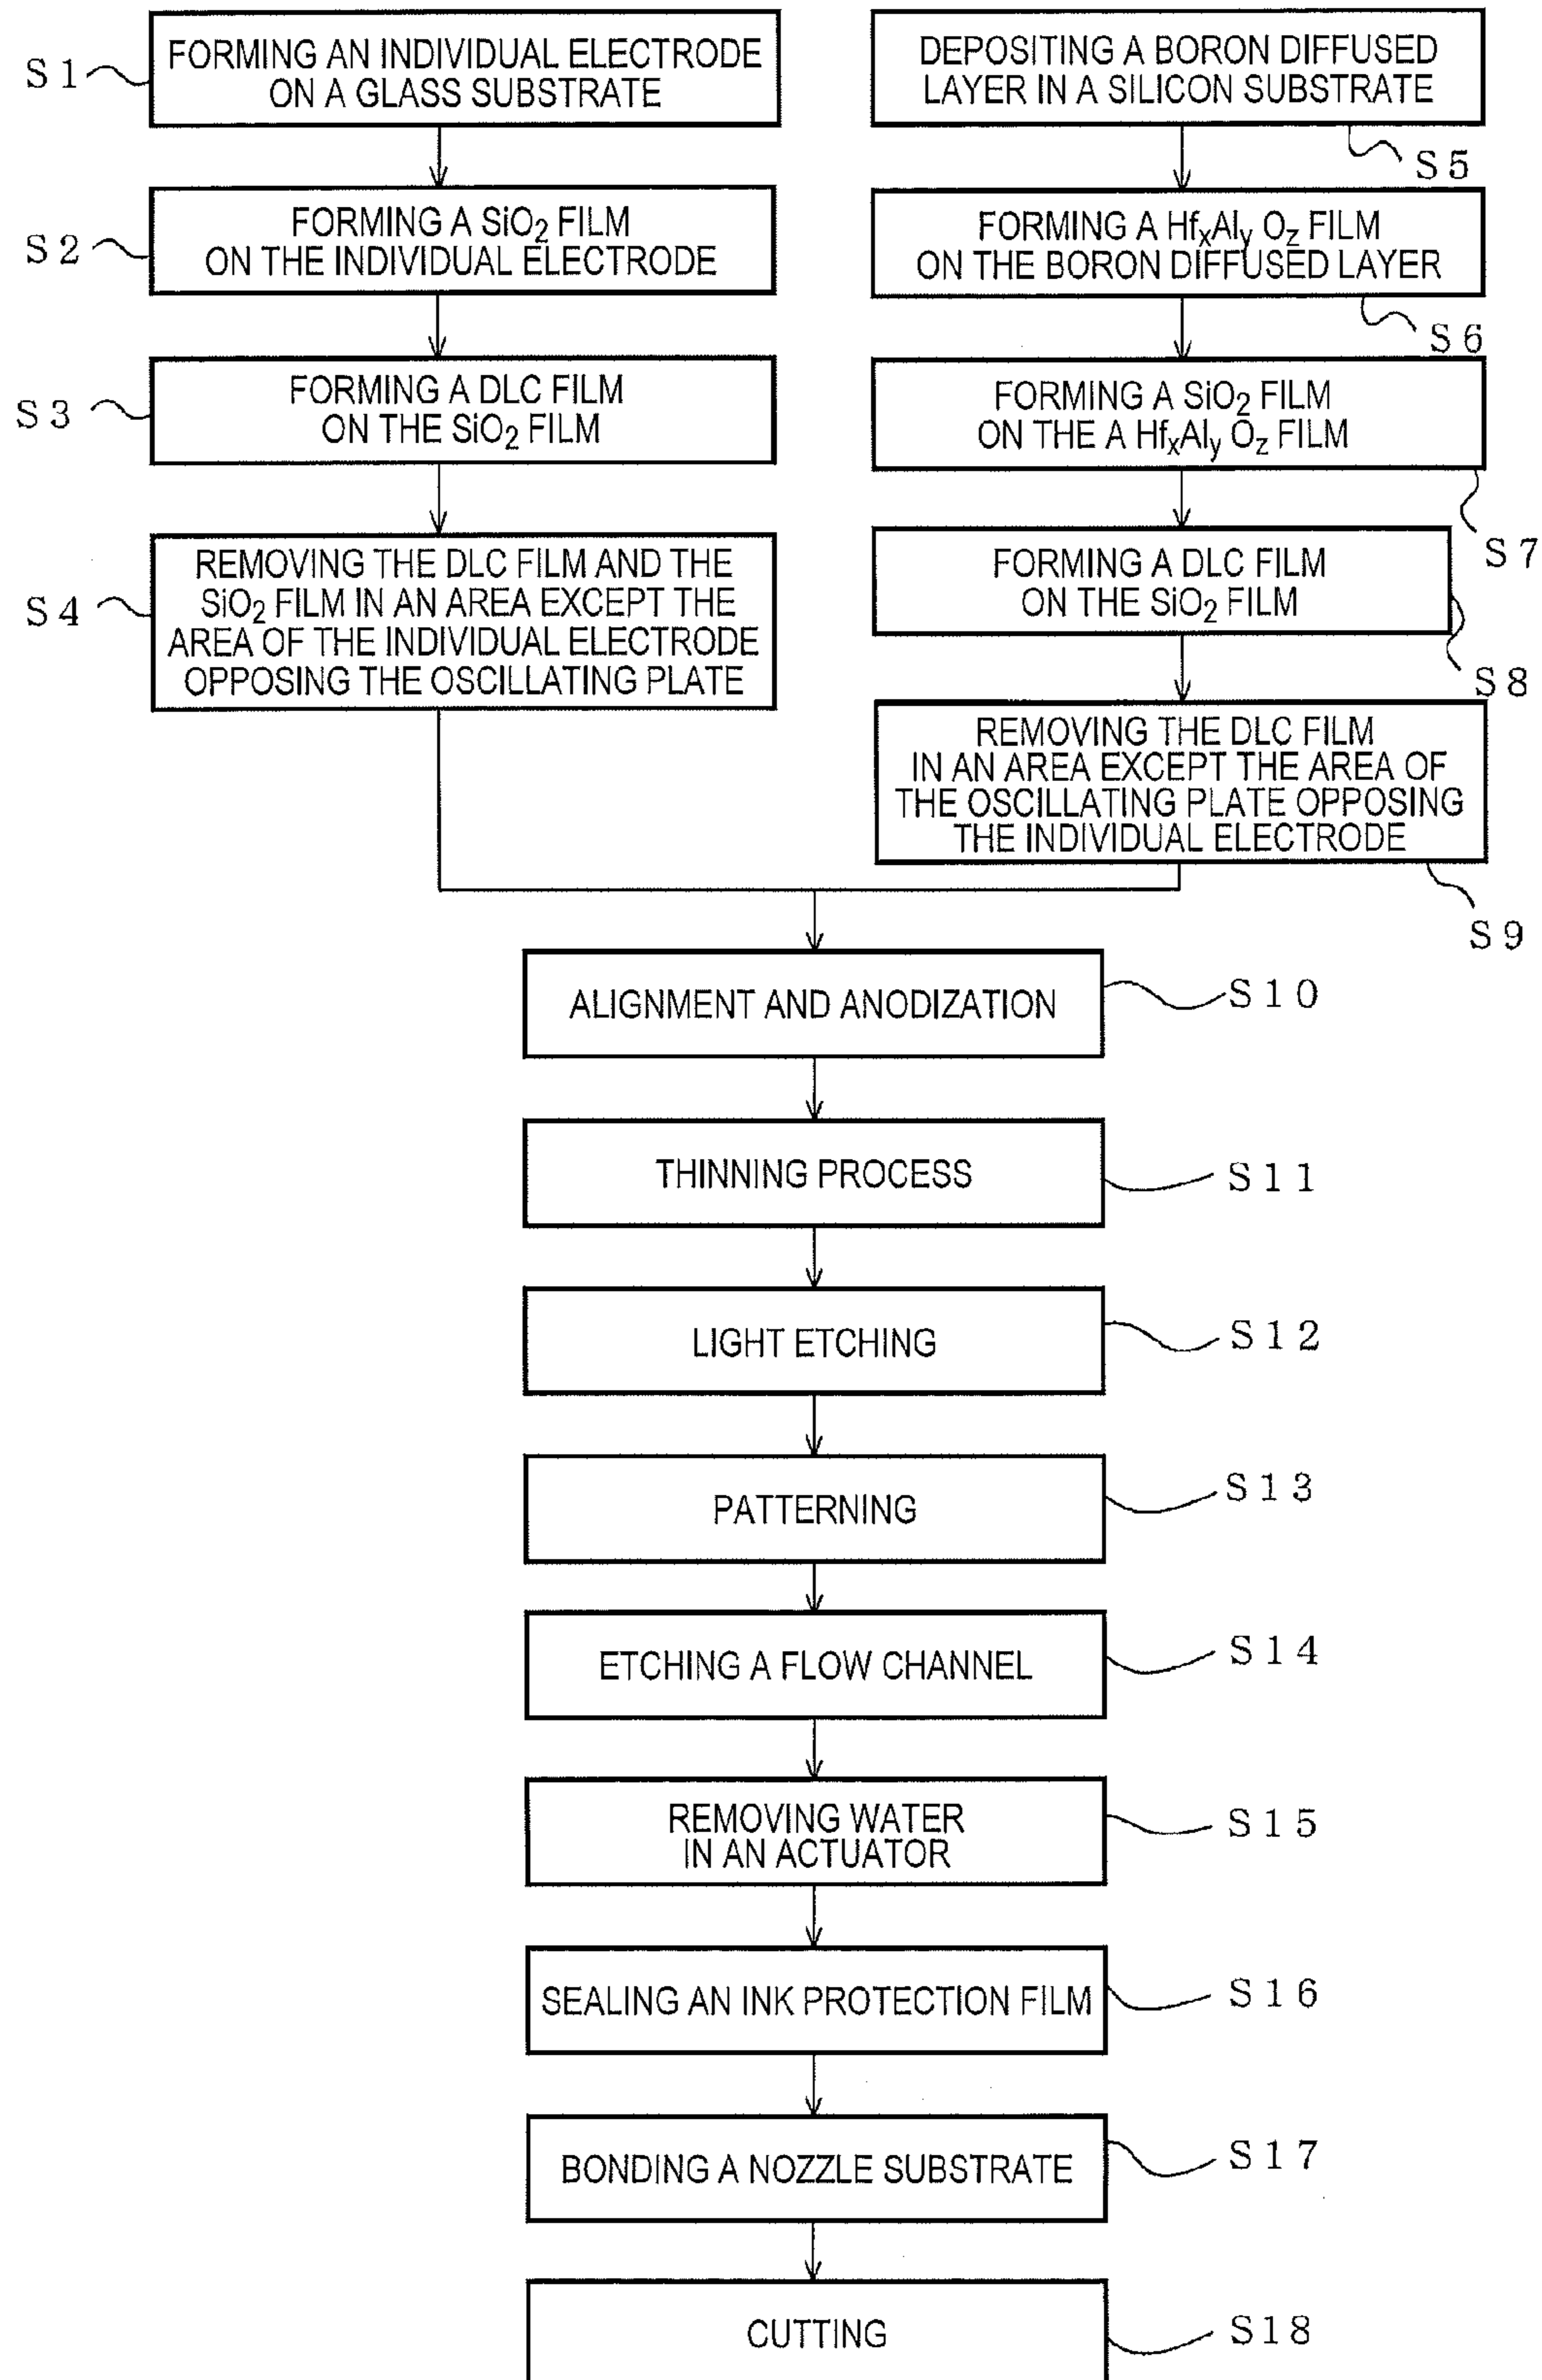 S1
FORMING AN INDIVIDUAL ELECTRODE
ON A GLASS SUBSTRATE
S2
FORMING A SiO2 FILM
ON THE INDIVIDUAL ELECTRODE
S3
FORMING A DLC FILM
ON THE SiO2 FILM
S4
REMOVING THE DLC FILM AND THE
SiO2 FILM IN AN AREA EXCEPT THE
AREA OF THE INDIVIDUAL ELECTRODE
OPPOSING THE OSCILLATING PLATE
DEPOSITING A BORON DIFFUSED
LAYER IN A SILICON SUBSTRATE
S5
FORMING A HfxAly Oz FILM
ON THE BORON DIFFUSED LAYER
S6
FORMING A SiO2 FILM
ON THE A HfxAly Oz FILM
S7
FORMING A DLC FILM
ON THE SiO2 FILM
S8
REMOVING THE DLC FILM
IN AN AREA EXCEPT THE AREA OF
THE OSCILLATING PLATE OPPOSING
THE INDIVIDUAL ELECTRODE
S9
ALIGNMENT AND ANODIZATION
S10
THINNING PROCESS
S11
LIGHT ETCHING
S12
PATTERNING
S13
ETCHING A FLOW CHANNEL
S14
REMOVING WATER
IN AN ACTUATOR
S15
SEALING AN INK PROTECTION FILM
S16
BONDING A NOZZLE SUBSTRATE
S17
CUTTING
S18